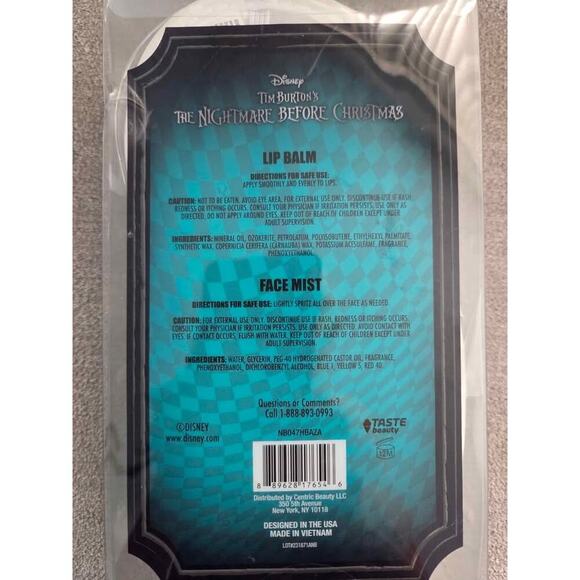 Disney
TIM BURTON'S
THE NIGHTMARE BEFORE CHRISTMAS
LIP BALM
DIRECTIONS FOR SAFE USE:
APPLY SMOOTHLY AND EVENLY TO LIPS.
CAUTION: NOT TO BE EATEN. AVOID EYE AREA, FOR EXTERNAL USE ONLY. DISCONTINUE USE IF RASH,
REDNESS OR ITCHING OCCURS. CONSULT YOUR PHYSICIAN IF IRRITATION PERSISTS, USE ONLY AS
DIRECTED, DO NOT APPLY AROUND EYES. KEEP OUT OF REACH OF CHILDREN EXCEPT UNDER
ADULT SUPERVISION.
INGREDIENTS: MINERAL OIL, OZOKERITE, PETROLATUM, POLYISOBUTENE, ETHYLHEXYL PALMITATE,
SYNTHETIC WAX, COPERNICIA CERIFERA (CARNAUBA) WAX, POTASSIUM ACESULFAME, FRAGRANCE,
PHENOXYETHANOL.
FACE MIST
DIRECTIONS FOR SAFE USE: LIGHTLY SPRITZ ALL OVER THE FACE AS NEEDED.
CAUTION: FOR EXTERNAL USE ONLY. DISCONTINUE USE IF RASH, REDNESS OR ITCHING OCCURS.
CONSULT YOUR PHYSICIAN IF IRRITATION PERSISTS, USE ONLY AS DIRECTED. AVOID CONTACT WITH
EYES. IF CONTACT OCCURS, FLUSH WITH WATER. KEEP OUT OF REACH OF CHILDREN EXCEPT UNDER
ADULT SUPERVISION.
INGREDIENTS: WATER, GLYCERIN, PEG-40 HYDROGENATED CASTOR OIL, FRAGRANCE,
PHENOXYETHANOL, DICHLOROBENZYL ALCOHOL, BLUE 1, YELLOW 5, RED 40.
Questions or Comments?
Call 1-888-893-0993
©DISNEY
www.disney.com
NB047HBAZA
TASTE
beauty
12M
8 89628 17654 6
Distributed by Centric Beauty LLC
350 5th Avenue
New York, NY 10118
DESIGNED IN THE USA
MADE IN VIETNAM
LOT#231671ANB